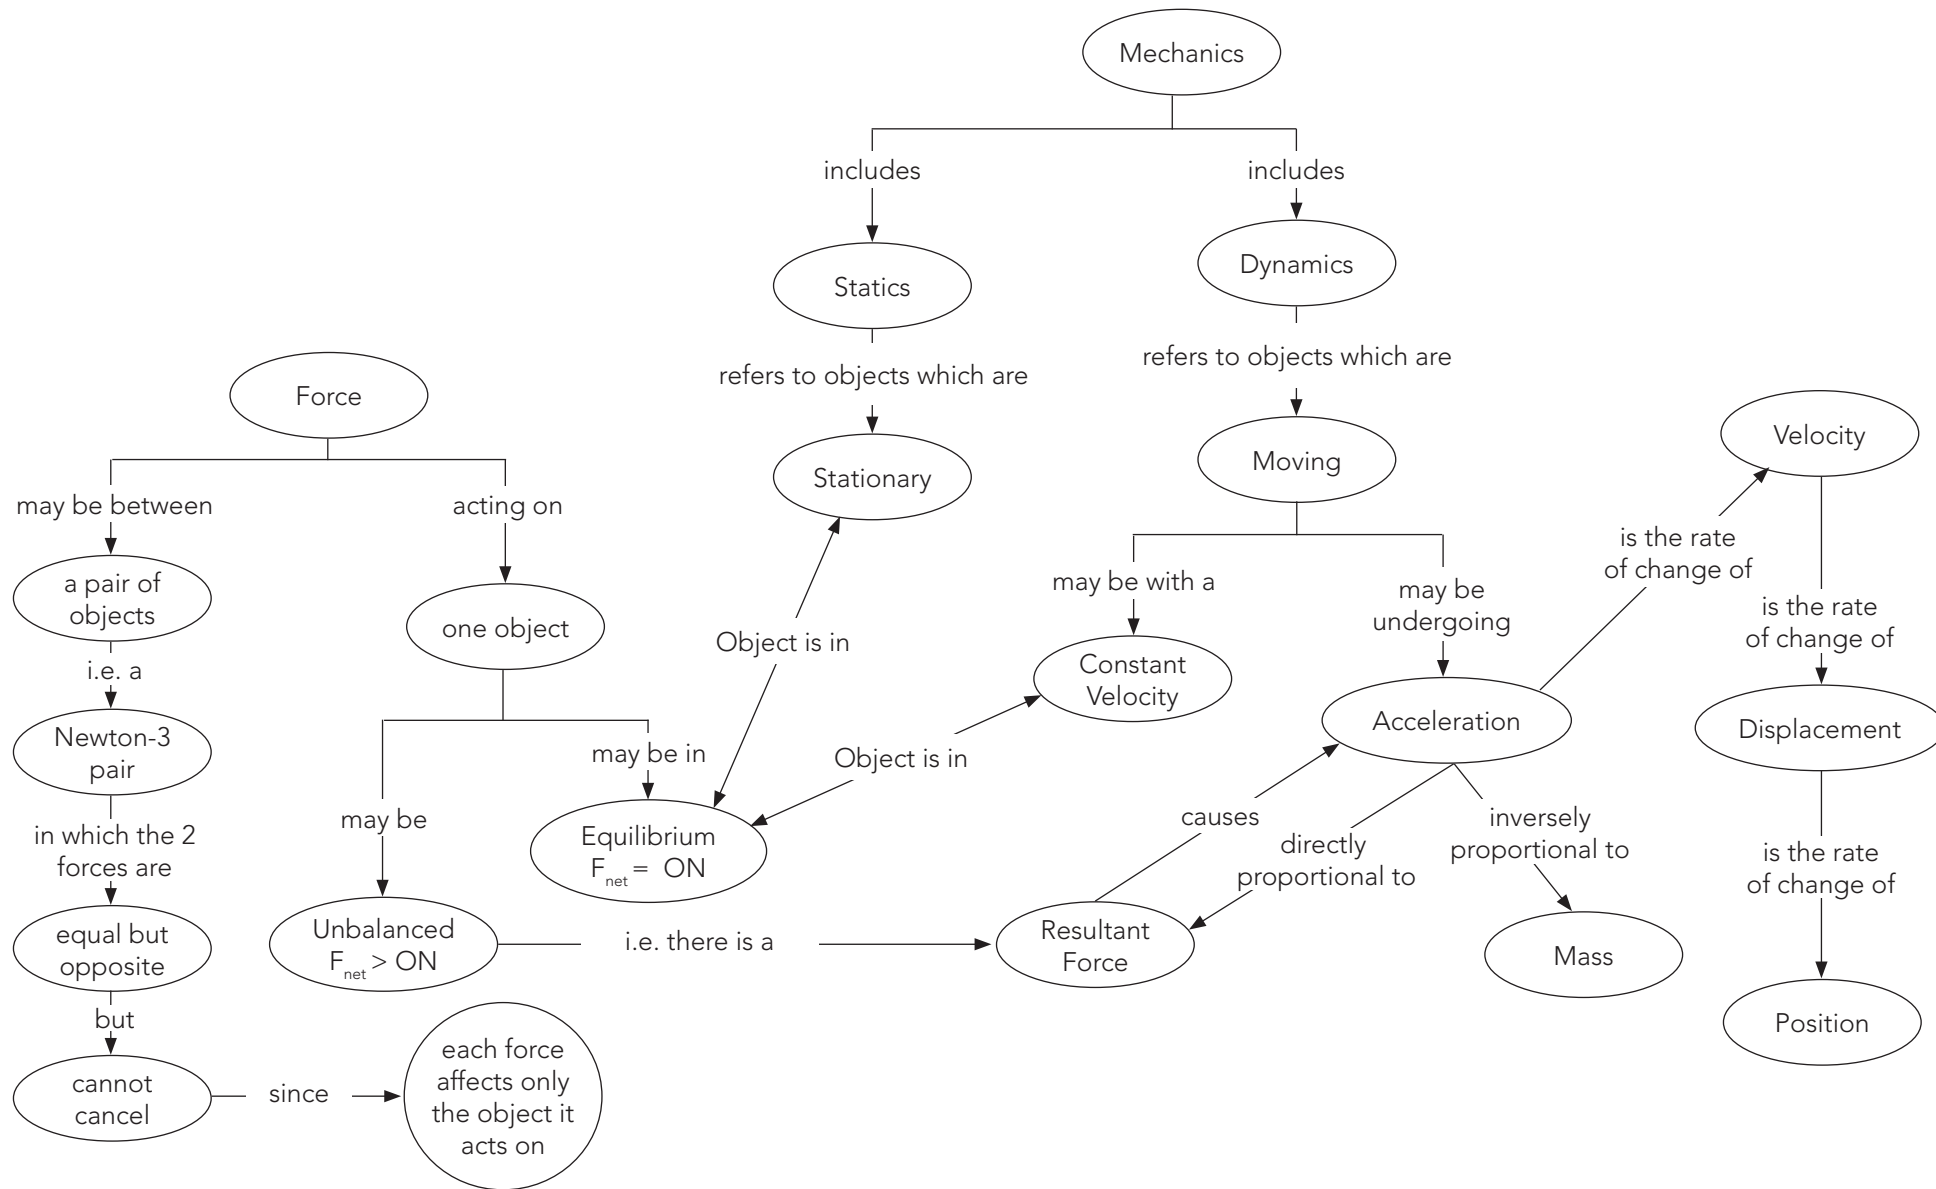 Mechanics
includes
includes
Statics
Dynamics
refers to objects which are
refers to objects which are
Stationary
Moving
may be with a
may be
undergoing
Constant
Velocity
Acceleration
Object is in
Object is in
Force
may be between
acting on
a pair of
objects
one object
i.e. a
Newton-3
pair
may be in
may be
in which the 2
forces are
Equilibrium
Fnet = ON
Unbalanced
Fnet > ON
i.e. there is a
equal but
opposite
but
cannot
cancel
since
each force
affects only
the object it
acts on
Resultant
Force
causes
directly
proportional to
inversely
proportional to
Mass
is the rate
of change of
Velocity
is the rate
of change of
Displacement
is the rate
of change of
Position